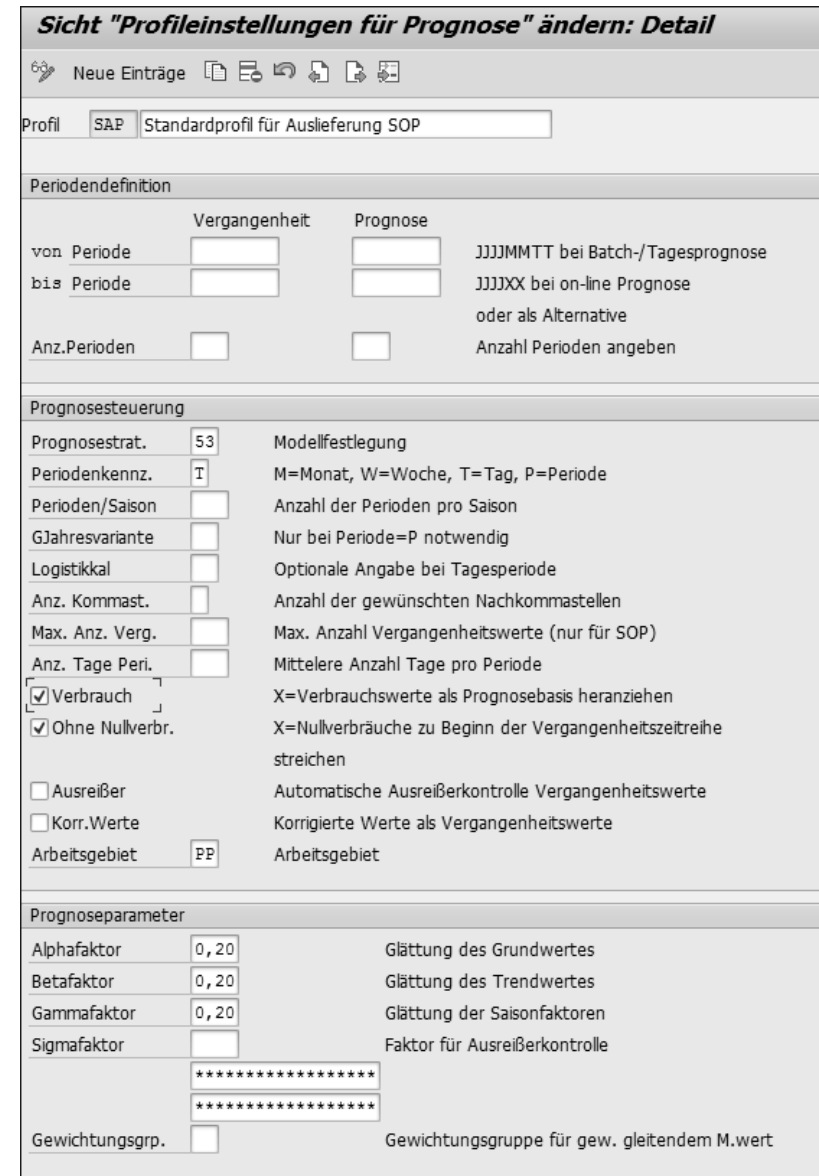 Sicht "Profileinstellungen für Prognose" ändern: Detail
Neue Einträge
Profil SAP Standardprofil für Auslieferung SOP
Periodendefinition
Vergangenheit Prognose
von Periode JJJJMMTT bei Batch-/Tagesprognose
bis Periode JJJJXX bei on-line Prognose
oder als Alternative
Anz.Perioden Anzahl Perioden angeben
Prognosesteuerung
Prognosestrat. 53 Modellfestlegung
Periodenkennz. T M=Monat, W=Woche, T=Tag, P=Periode
Perioden/Saison Anzahl der Perioden pro Saison
GJahresvariante Nur bei Periode=P notwendig
Logistikkal Optionale Angabe bei Tagesperiode
Anz. Kommast. Anzahl der gewünschten Nachkommastellen
Max. Anz. Verg. Max. Anzahl Vergangenheitswerte (nur für SOP)
Anz. Tage Peri. Mittelere Anzahl Tage pro Periode
Verbrauch X=Verbrauchswerte als Prognosebasis heranziehen
Ohne Nullverbr. X=Nullverbräuche zu Beginn der Vergangenheitszeitreihe
streichen
Ausreißer Automatische Ausreißerkontrolle Vergangenheitswerte
Korr.Werte Korrigierte Werte als Vergangenheitswerte
Arbeitsgebiet PP Arbeitsgebiet
Prognoseparameter
Alphafaktor 0,20 Glättung des Grundwertes
Betafaktor 0,20 Glättung des Trendwertes
Gammafaktor 0,20 Glättung der Saisonfaktoren
Sigmafaktor Faktor für Ausreißerkontrolle
******************
******************
Gewichtungsgrp. Gewichtungsgruppe für gew. gleitendem M.wert